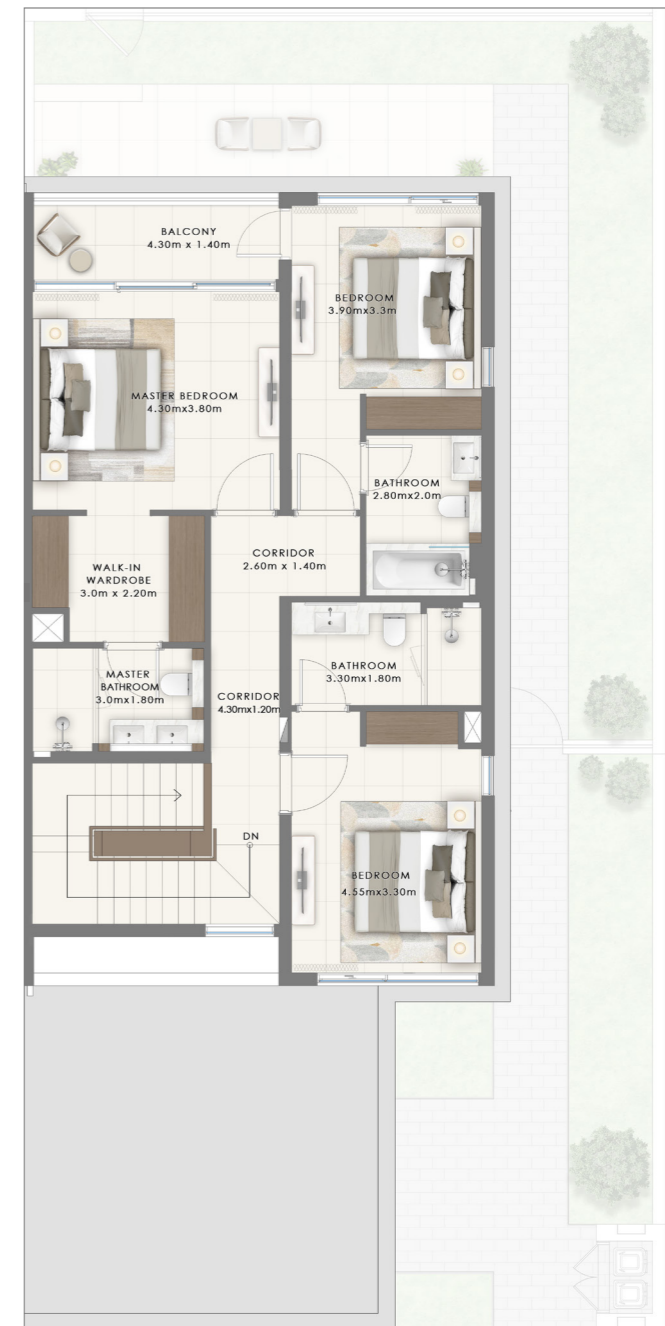 BALCONY
4.30m x 1.40m
BEDROOM
3.90mx3.3m
MASTER BEDROOM
4.30mx3.80m
BATHROOM
2.80mx2.0m
CORRIDOR
2.60m x 1.40m
WALK-IN
WARDROBE
3.0m x 2.20m
BATHROOM
3.30mx1.80m
MASTER
BATHROOM
3.0mx1.80m
CORRIDOR
4.30mx1.20m
DN
BEDROOM
4.55mx3.30m